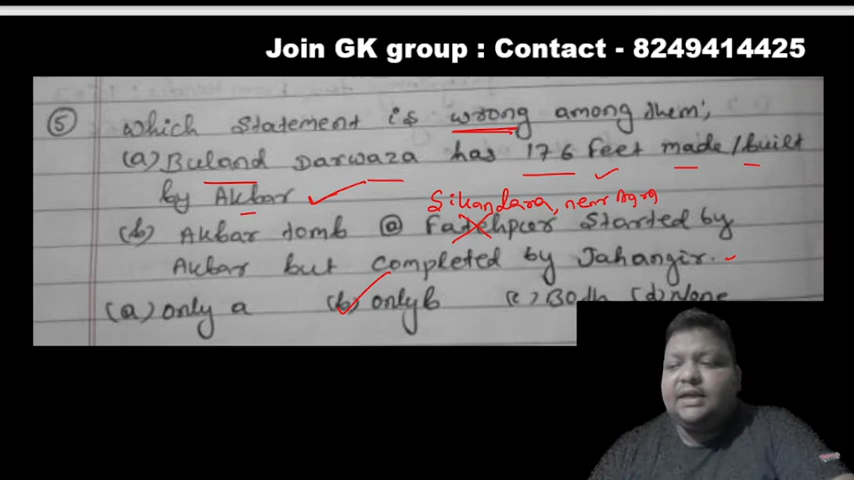 Join GK group : Contact - 8249414425
(5) which statement is wrong among them;
(a) Buland Darwaza has 176 feet made/built
by Akbar
Sikandara, near Agra
(b) Akbar tomb @ Fatehpur started by
Akbar but completed by Jahangir.
(a) only a (b) only b (c) Both (d) None